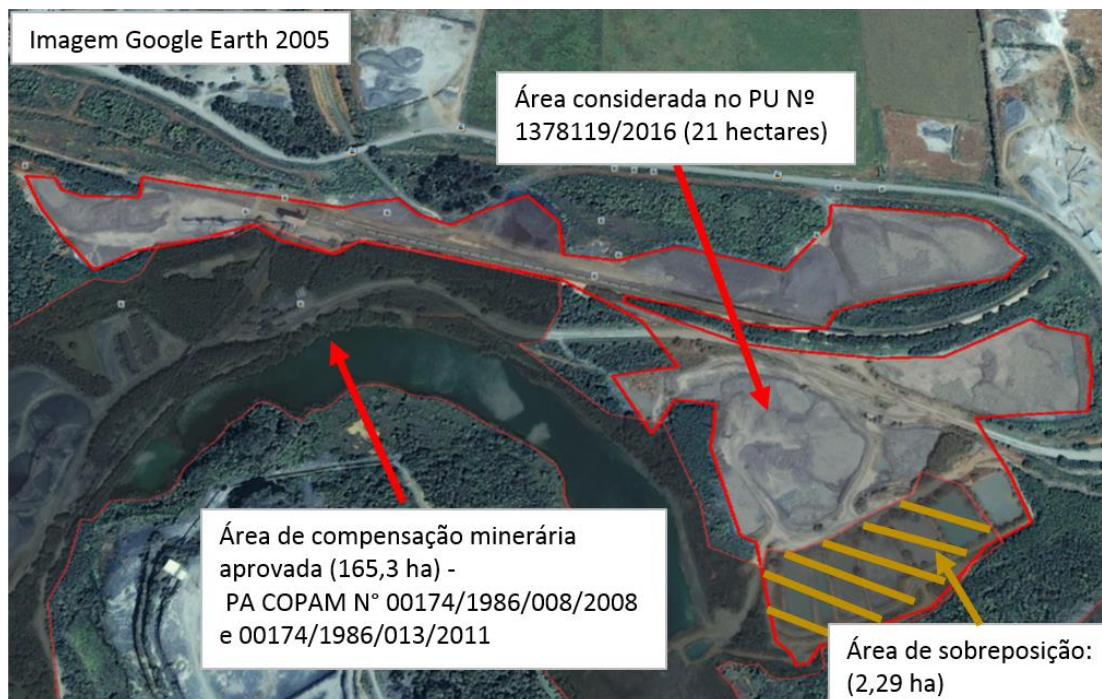 Imagem Google Earth 2005
Área considerada no PU Nº
1378119/2016 (21 hectares)
Área de compensação minerária
aprovada (165,3 ha) -
PA COPAM N° 00174/1986/008/2008
e 00174/1986/013/2011
Área de sobreposição:
(2,29 ha)